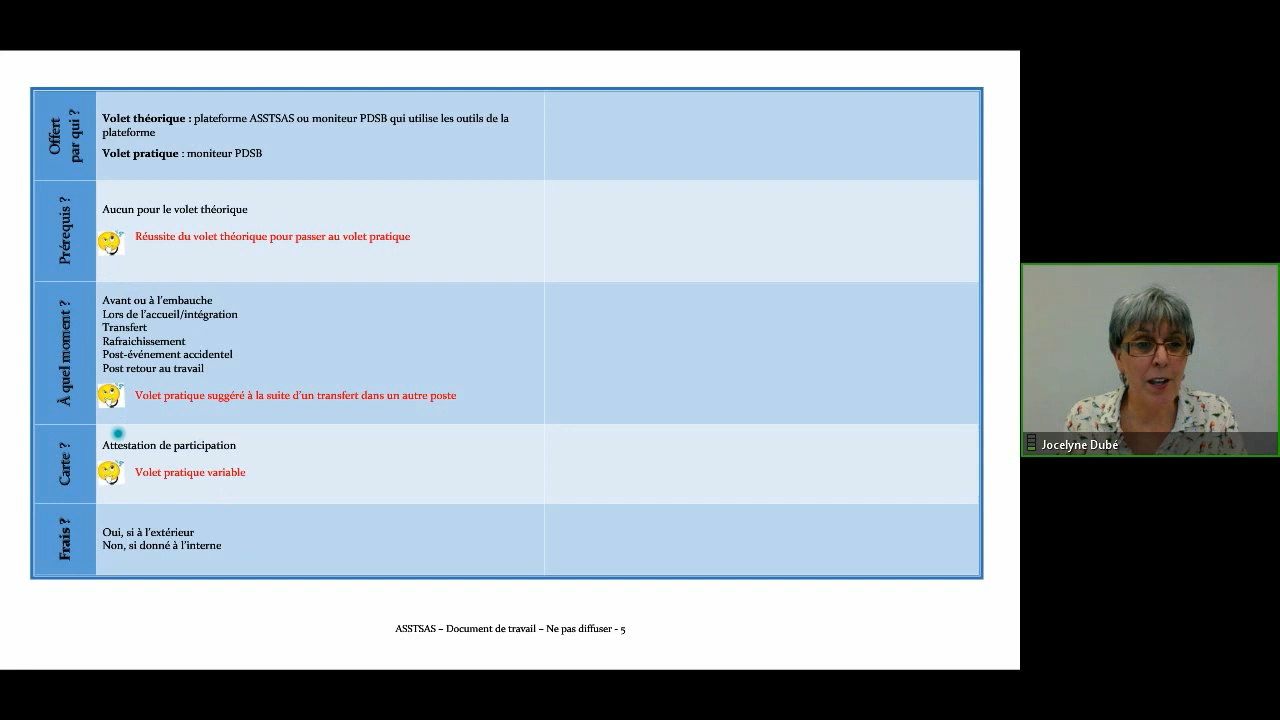 Offert
par qui ?
Volet théorique : plateforme ASSTSAS ou moniteur PDSB qui utilise les outils de la
plateforme
Volet pratique : moniteur PDSB
Prérequis ?
Aucun pour le volet théorique
Réussite du volet théorique pour passer au volet pratique
À quel moment ?
Avant ou à l'embauche
Lors de l'accueil/intégration
Transfert
Rafraichissement
Post-événement accidentel
Post retour au travail
Volet pratique suggéré à la suite d'un transfert dans un autre poste
Carte ?
Attestation de participation
Volet pratique variable
Frais ?
Oui, si à l'extérieur
Non, si donné à l'interne
ASSTSAS – Document de travail – Ne pas diffuser - 5
Jocelyne Dubé